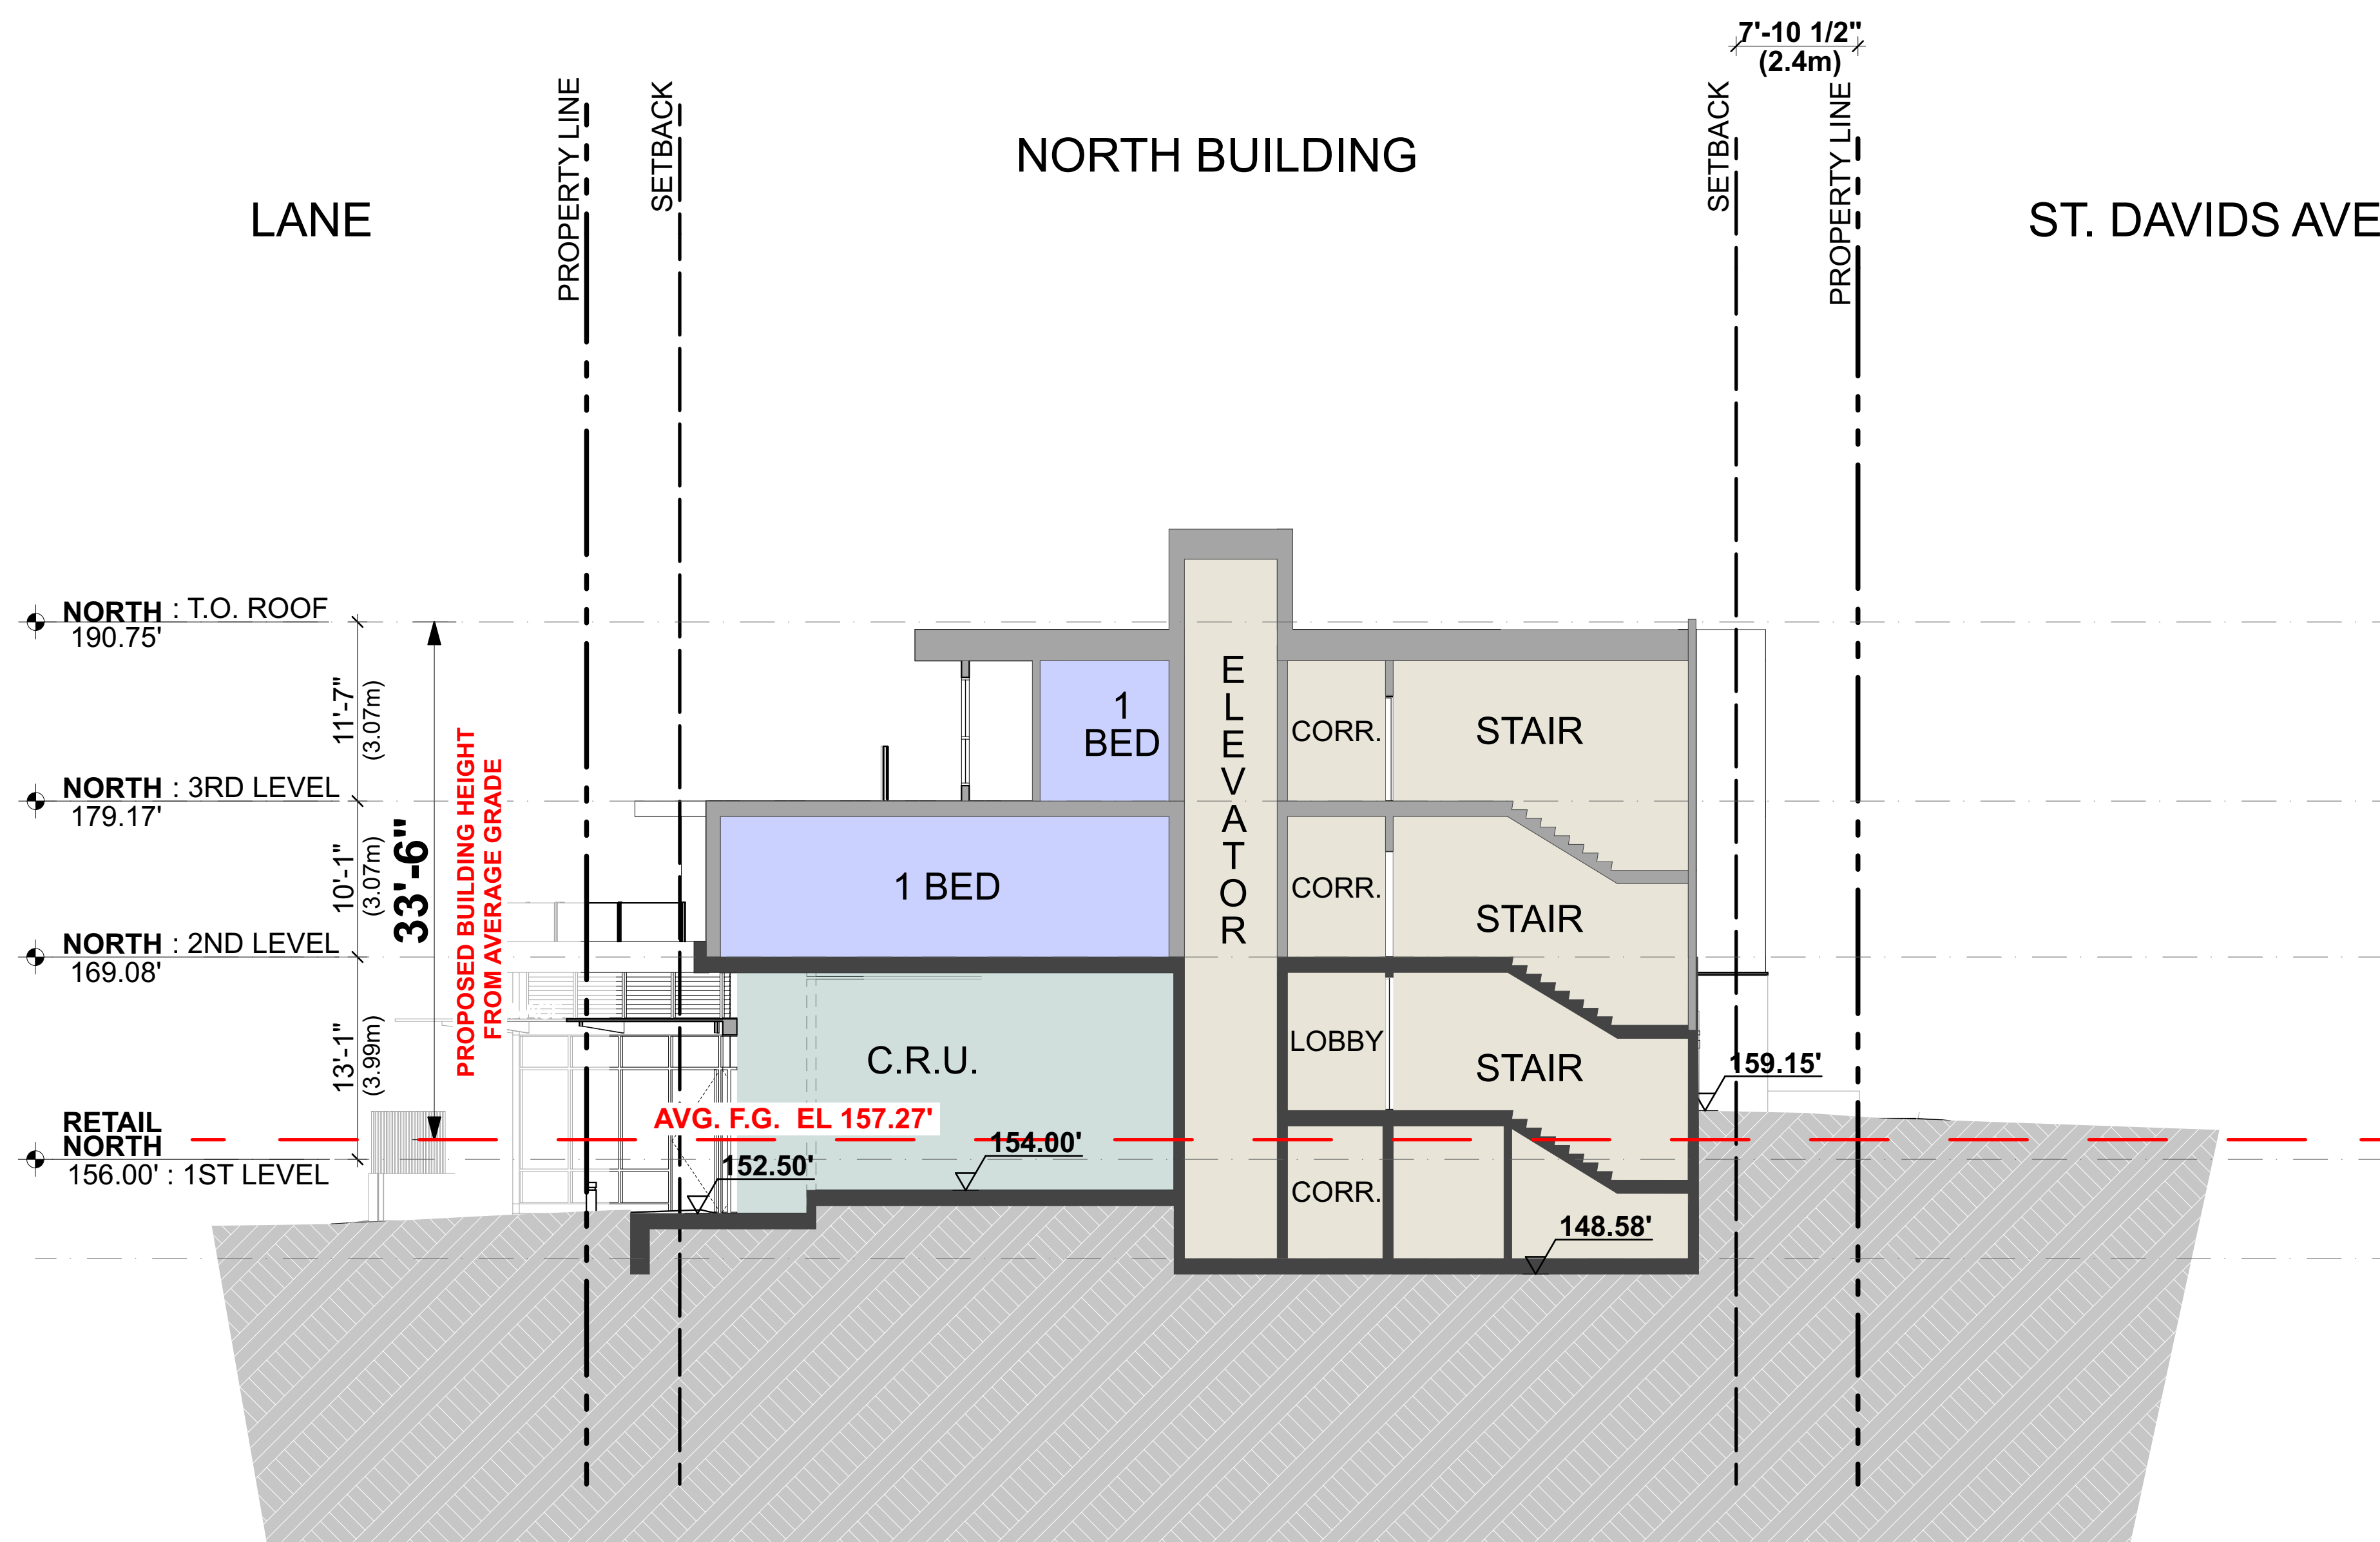 7'-10 1/2"
(2.4m)
PROPERTY LINE
SETBACK
SETBACK
PROPERTY LINE
NORTH BUILDING
LANE
ST. DAVIDS AVE
NORTH : T.O. ROOF
190.75'
11'-7"
(3.07m)
NORTH : 3RD LEVEL
179.17'
10'-1"
(3.07m)
NORTH : 2ND LEVEL
169.08'
13'-1"
(3.99m)
RETAIL
NORTH
156.00' : 1ST LEVEL
33'-6"
PROPOSED BUILDING HEIGHT
FROM AVERAGE GRADE
ELEVATOR
1
BED
CORR.
STAIR
1 BED
CORR.
STAIR
C.R.U.
LOBBY
STAIR
159.15'
AVG. F.G. EL 157.27'
154.00'
152.50'
CORR.
148.58'